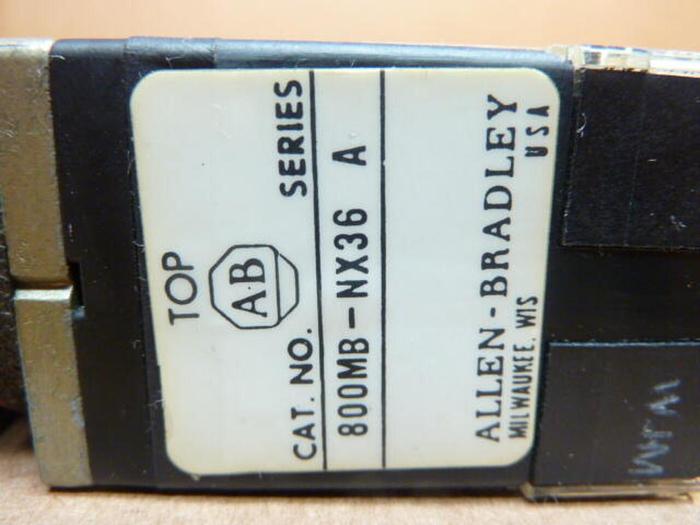 TOP
AB
CAT. NO. SERIES
800MB-NX36 A
ALLEN-BRADLEY
MILWAUKEE, WIS USA